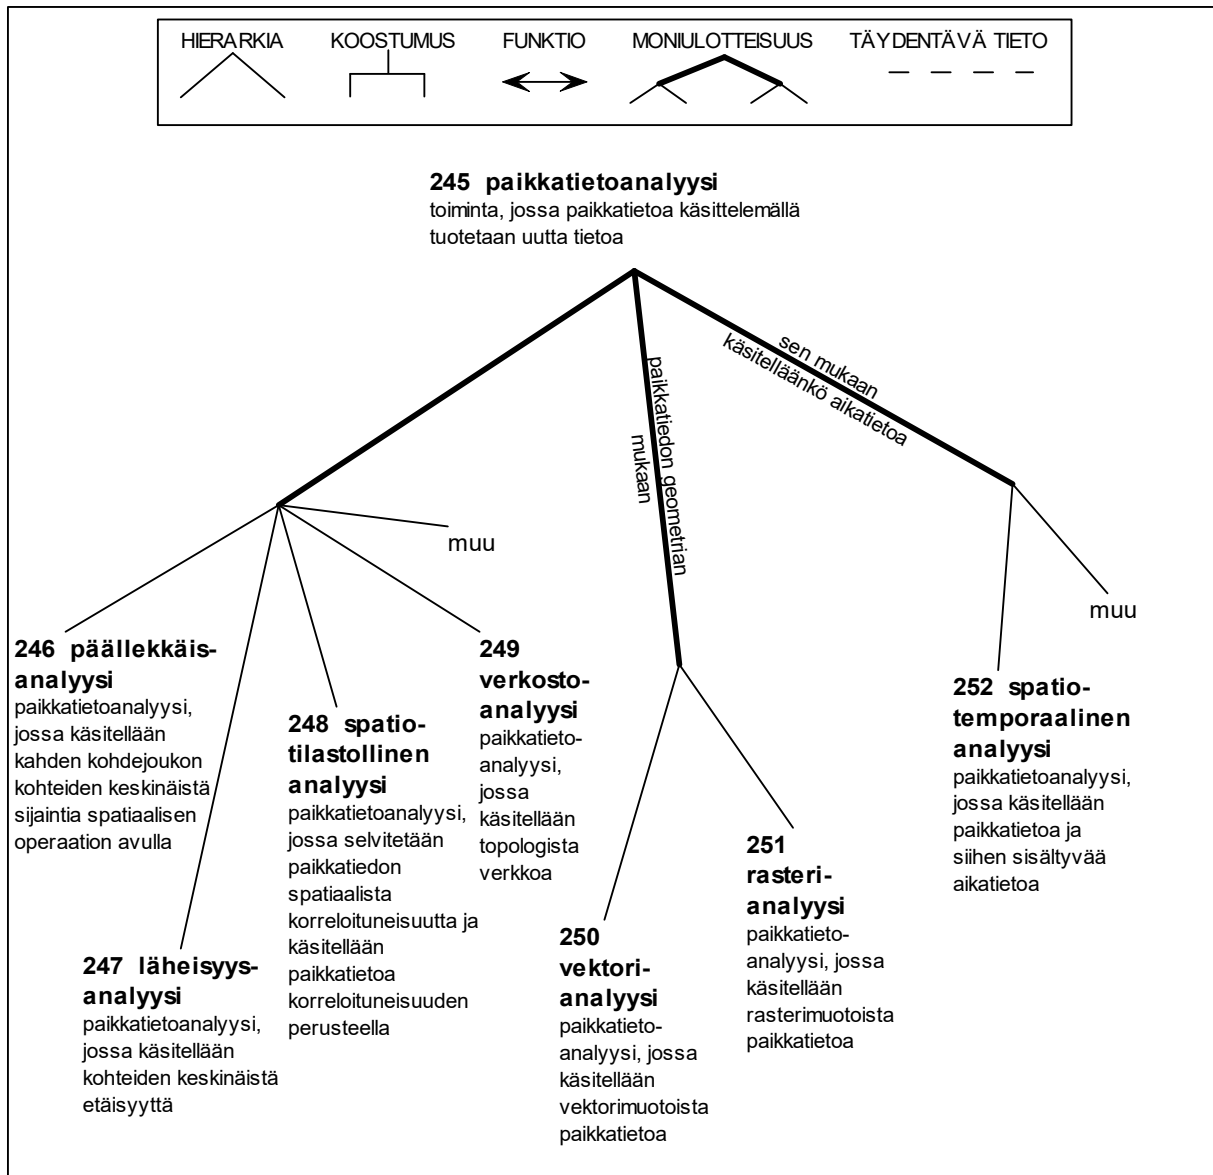 HIERARKIA KOOSTUMUS FUNKTIO MONIULOTTEISUUS TÄYDENTÄVÄ TIETO
245 paikkatietoanalyysi
toiminta, jossa paikkatietoa käsittelemällä
tuotetaan uutta tietoa
paikkatiedon geometrian
mukaan
sen mukaan
käsitelläänkö aikatietoa
muu
muu
246 päällekkäis-
analyysi
paikkatietoanalyysi,
jossa käsitellään
kahden kohdejoukon
kohteiden keskinäistä
sijaintia spatiaalisen
operaation avulla
247 läheisyys-
analyysi
paikkatietoanalyysi,
jossa käsitellään
kohteiden keskinäistä
etäisyyttä
248 spatio-
tilastollinen
analyysi
paikkatietoanalyysi,
jossa selvitetään
paikkatiedon
spatiaalista
korreloituneisuutta ja
käsitellään
paikkatietoa
korreloituneisuuden
perusteella
249
verkosto-
analyysi
paikkatieto-
analyysi,
jossa
käsitellään
topologista
verkkoa
250
vektori-
analyysi
paikkatieto-
analyysi, jossa
käsitellään
vektorimuotoista
paikkatietoa
251
rasteri-
analyysi
paikkatieto-
analyysi, jossa
käsitellään
rasterimuotoista
paikkatietoa
252 spatio-
temporaalinen
analyysi
paikkatietoanalyysi,
jossa käsitellään
paikkatietoa ja
siihen sisältyvää
aikatietoa